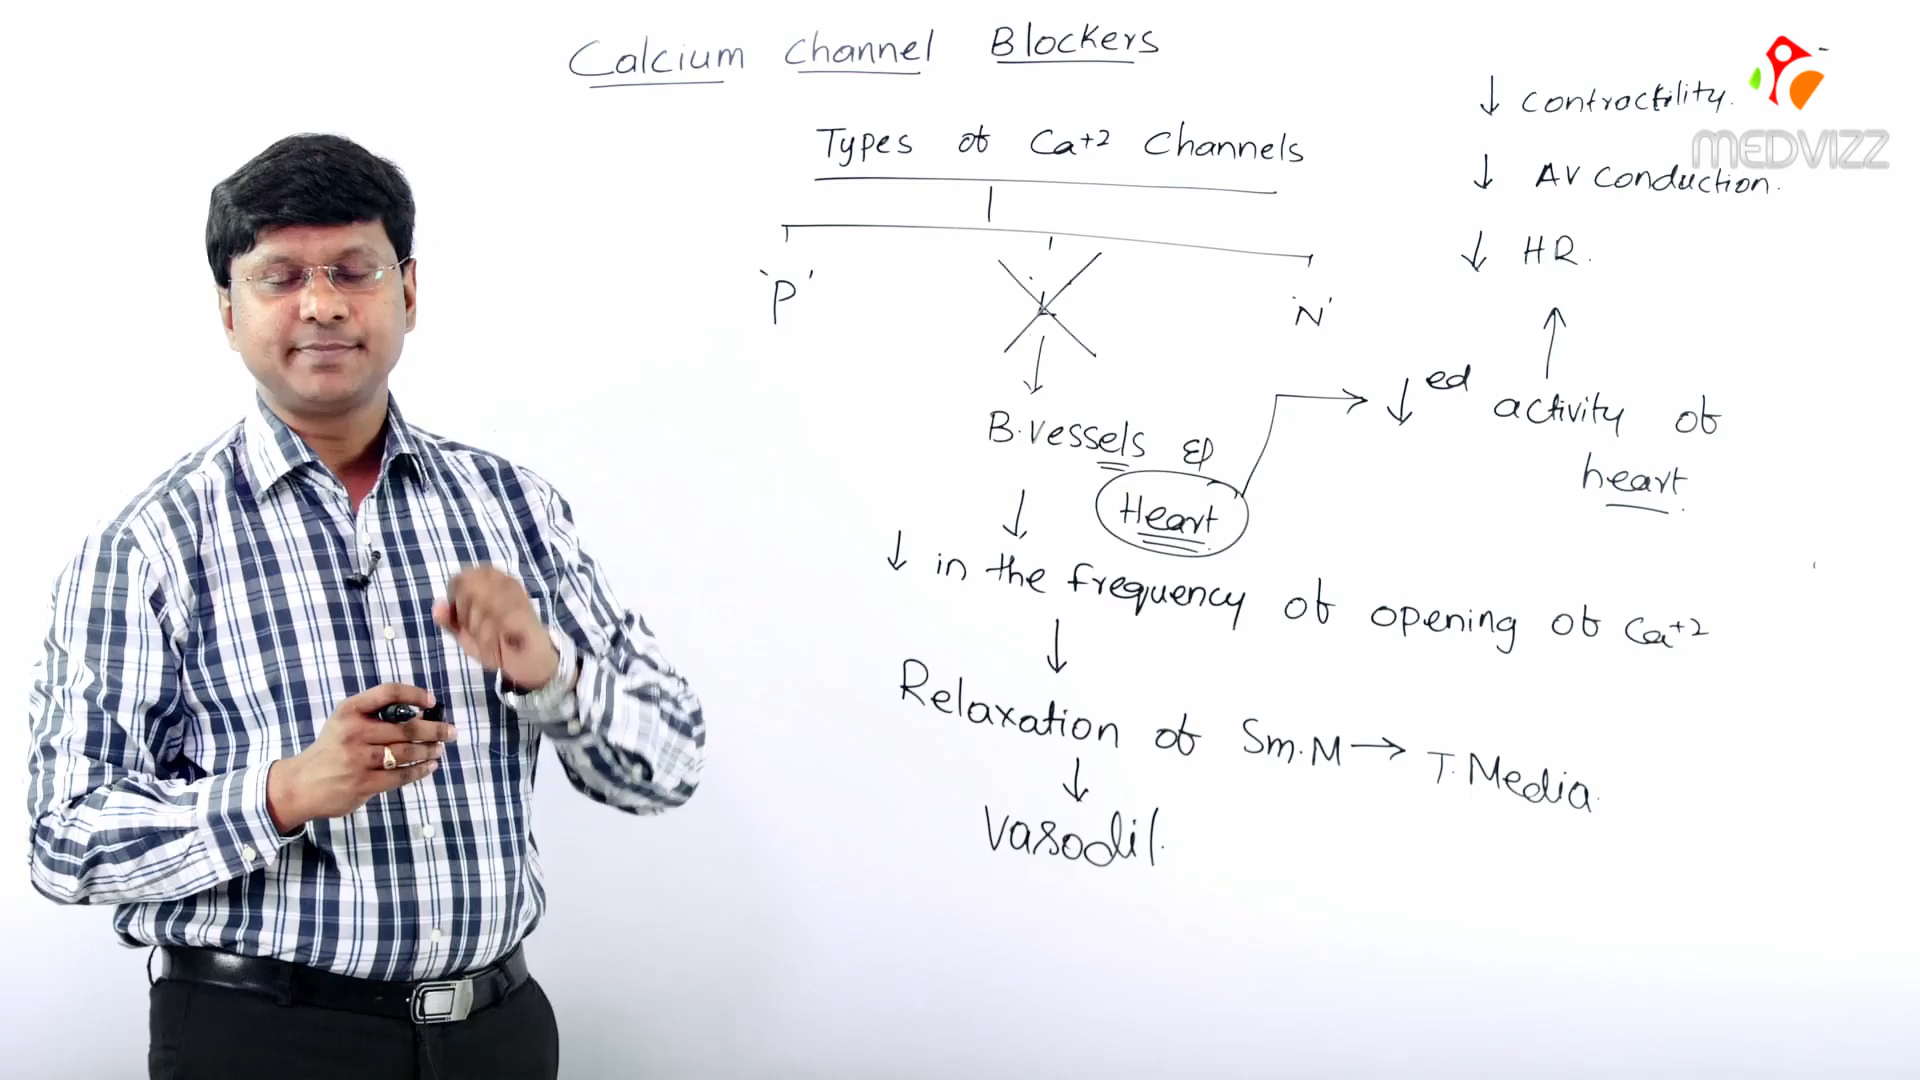 Calcium Channel Blockers
Types of Ca+2 Channels
'P'
L
'N'
B.vessels &
Heart
↓ in the frequency of opening of Ca+2
Relaxation of Sm.M → T.Media.
Vasodil.
↓ed activity of
heart
↓ contractility.
↓ AV conduction.
↓ HR.
MEDVIZZ